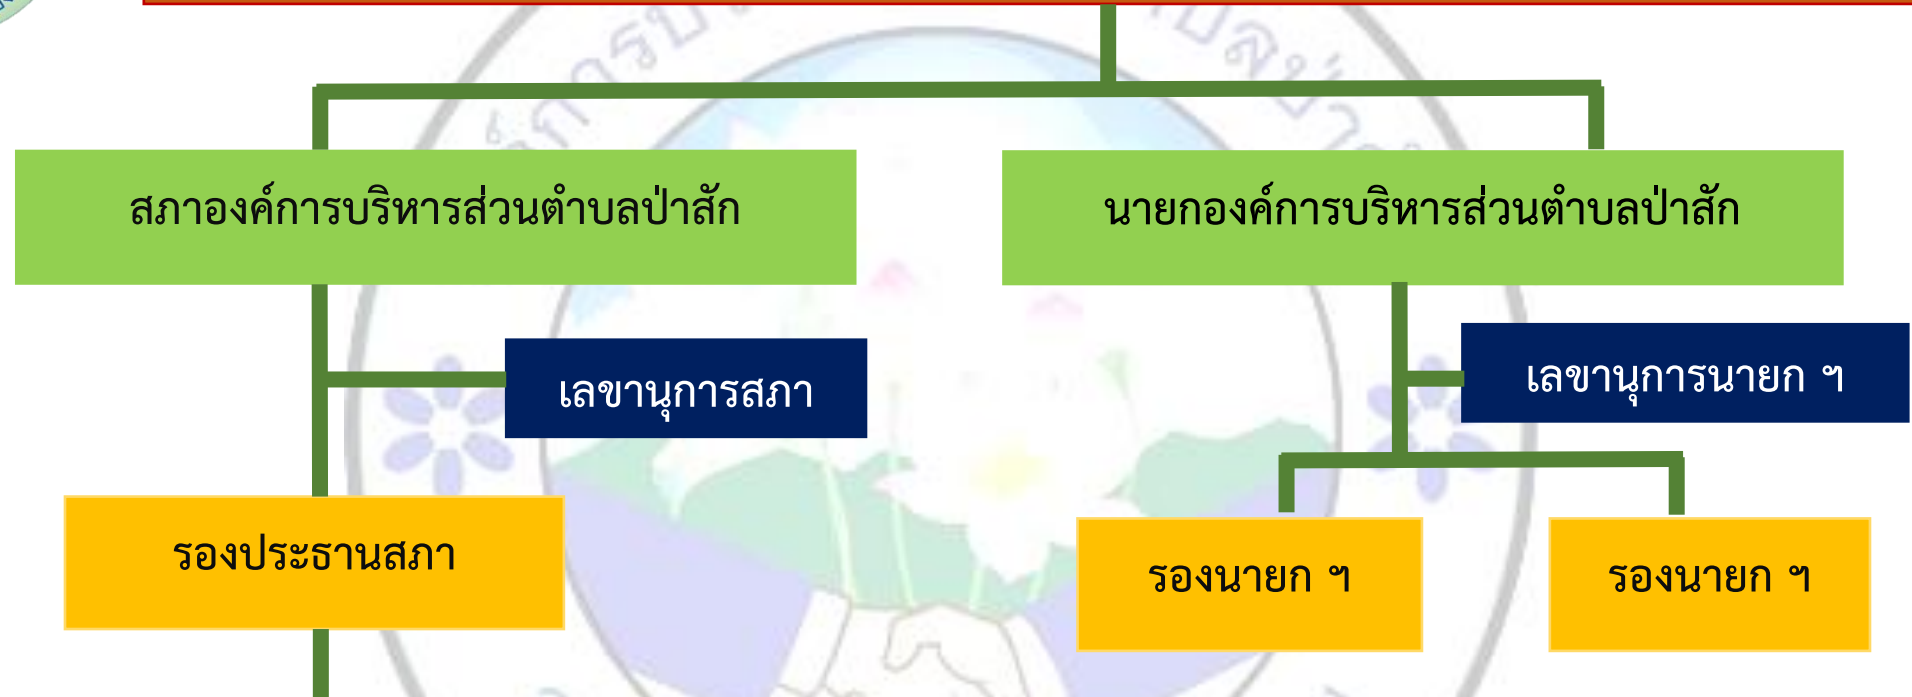 สภาองค์การบริหารส่วนตำบลป่าสัก
นายกองค์การบริหารส่วนตำบลป่าสัก
เลขานุการสภา
เลขานุการนายก ฯ
รองประธานสภา
รองนายก ฯ
รองนายก ฯ